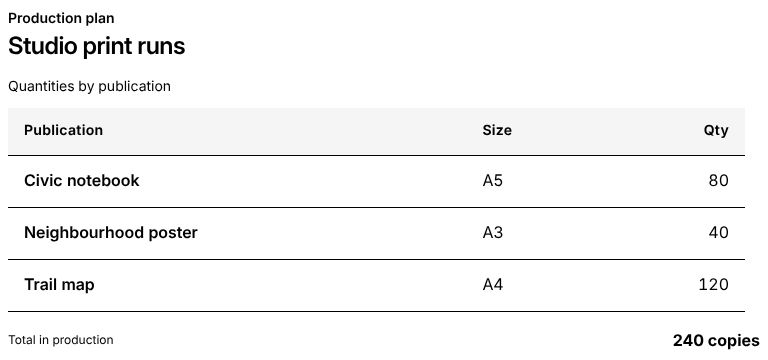 Production plan
Studio print runs
Quantities by publication
Publication Size Qty
Civic notebook A5 80
Neighbourhood poster A3 40
Trail map A4 120
Total in production 240 copies